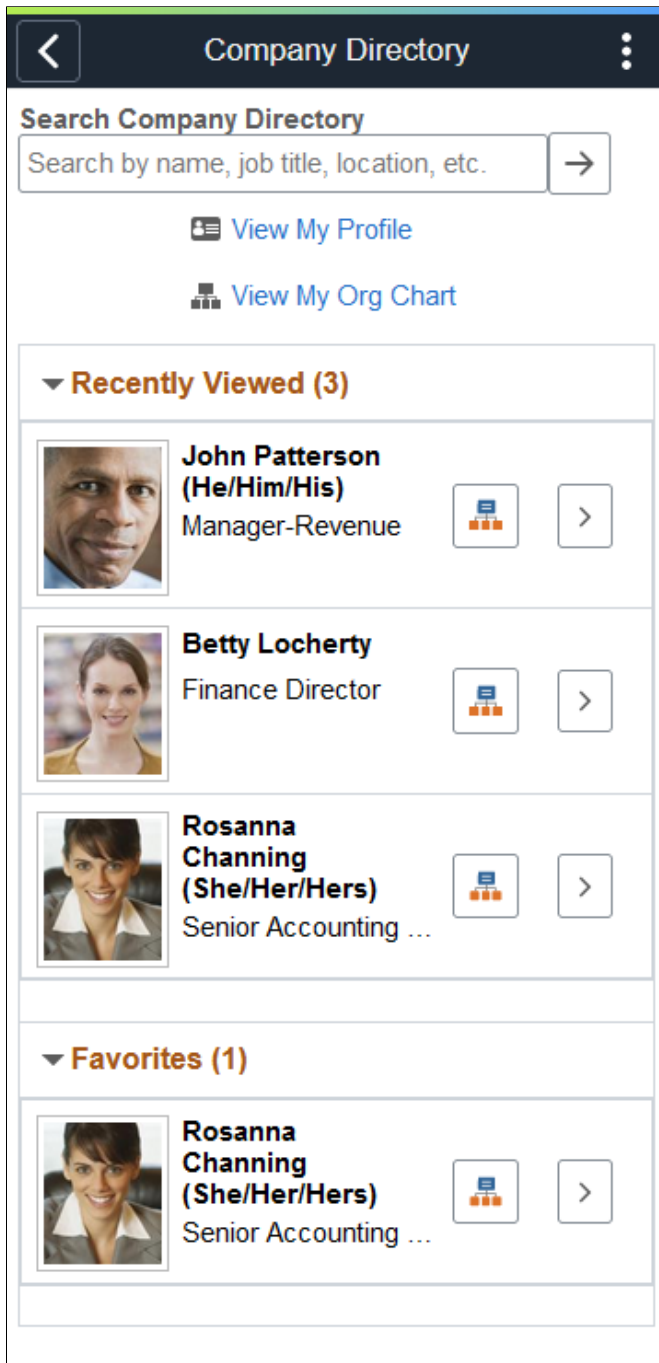 Company Directory
Search Company Directory
Search by name, job title, location, etc.
View My Profile
View My Org Chart
Recently Viewed (3)
John Patterson
(He/Him/His)
Manager-Revenue
Betty Locherty
Finance Director
Rosanna
Channing
(She/Her/Hers)
Senior Accounting ...
Favorites (1)
Rosanna
Channing
(She/Her/Hers)
Senior Accounting ...